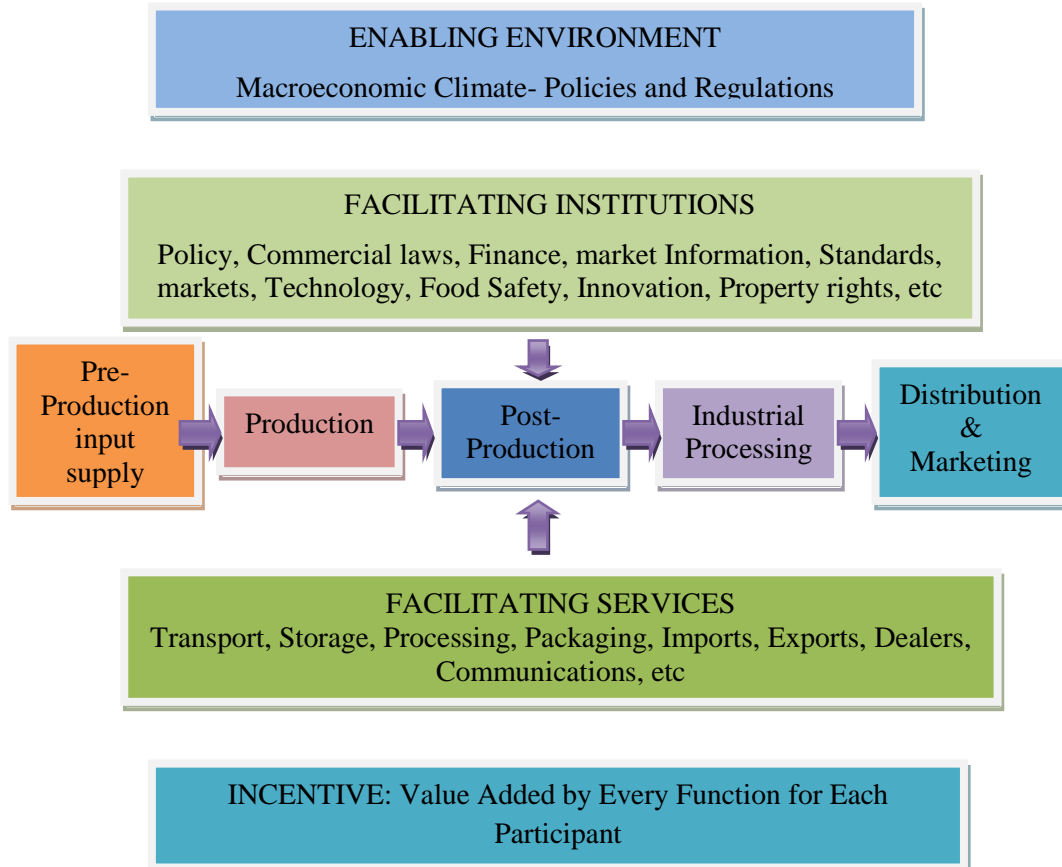 ENABLING ENVIRONMENT
Macroeconomic Climate- Policies and Regulations
FACILITATING INSTITUTIONS
Policy, Commercial laws, Finance, market Information, Standards,
markets, Technology, Food Safety, Innovation, Property rights, etc
Pre-
Production
input
supply
Production
Post-
Production
Industrial
Processing
Distribution
&
Marketing
FACILITATING SERVICES
Transport, Storage, Processing, Packaging, Imports, Exports, Dealers,
Communications, etc
INCENTIVE: Value Added by Every Function for Each
Participant